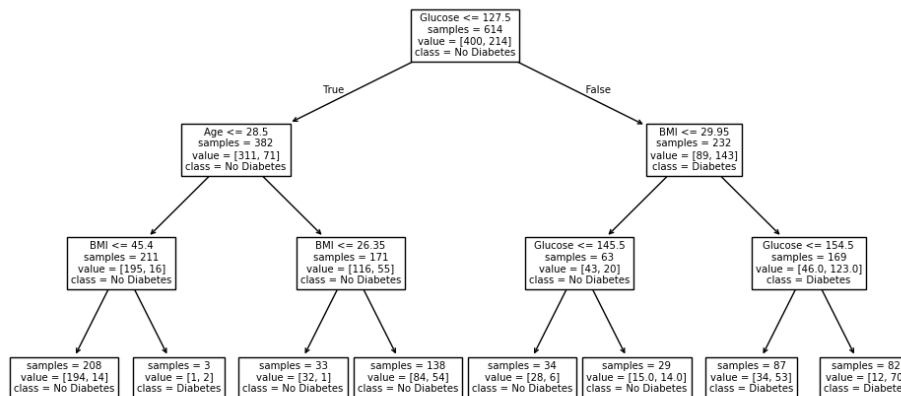 Glucose <= 127.5
samples = 614
value = [400, 214]
class = No Diabetes
True
False
Age <= 28.5
samples = 382
value = [311, 71]
class = No Diabetes
BMI <= 29.95
samples = 232
value = [89, 143]
class = Diabetes
BMI <= 45.4
samples = 211
value = [195, 16]
class = No Diabetes
BMI <= 26.35
samples = 171
value = [116, 55]
class = No Diabetes
Glucose <= 145.5
samples = 63
value = [43, 20]
class = No Diabetes
Glucose <= 154.5
samples = 169
value = [46.0, 123.0]
class = Diabetes
samples = 208
value = [194, 14]
class = No Diabetes
samples = 3
value = [1, 2]
class = Diabetes
samples = 33
value = [32, 1]
class = No Diabetes
samples = 138
value = [84, 54]
class = No Diabetes
samples = 34
value = [28, 6]
class = No Diabetes
samples = 29
value = [15.0, 14.0]
class = No Diabetes
samples = 87
value = [34, 53]
class = Diabetes
samples = 82
value = [12, 70
class = Diabete